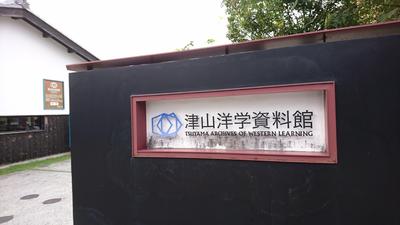 津山洋学資料館
TSUYAMA ARCHIVES OF WESTERN LEARNING